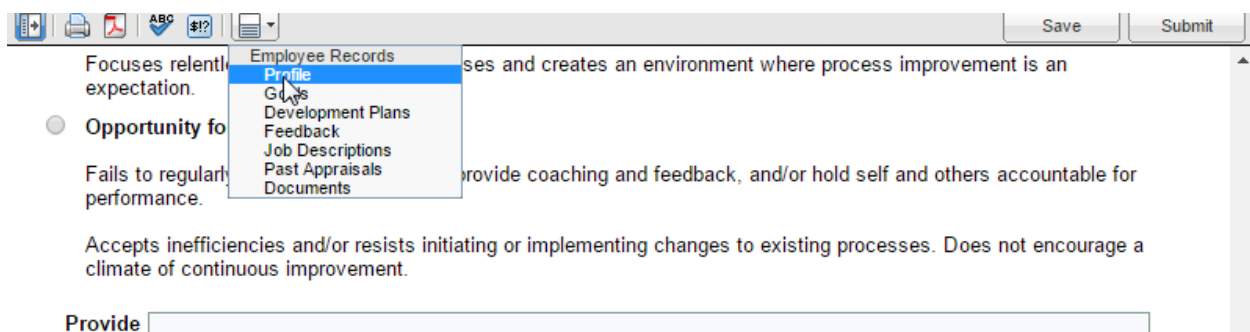 ABC $!? Save Submit
Employee Records
Profile
Goals
Development Plans
Feedback
Job Descriptions
Past Appraisals
Documents
Focuses ses and creates an environment where process improvement is an
expectation.
Opportunity fo
Fails to rovide coaching and feedback, and/or hold self and others accountable for
performance.
Accepts inefficiencies and/or resists initiating or implementing changes to existing processes. Does not encourage a
climate of continuous improvement.
Provide